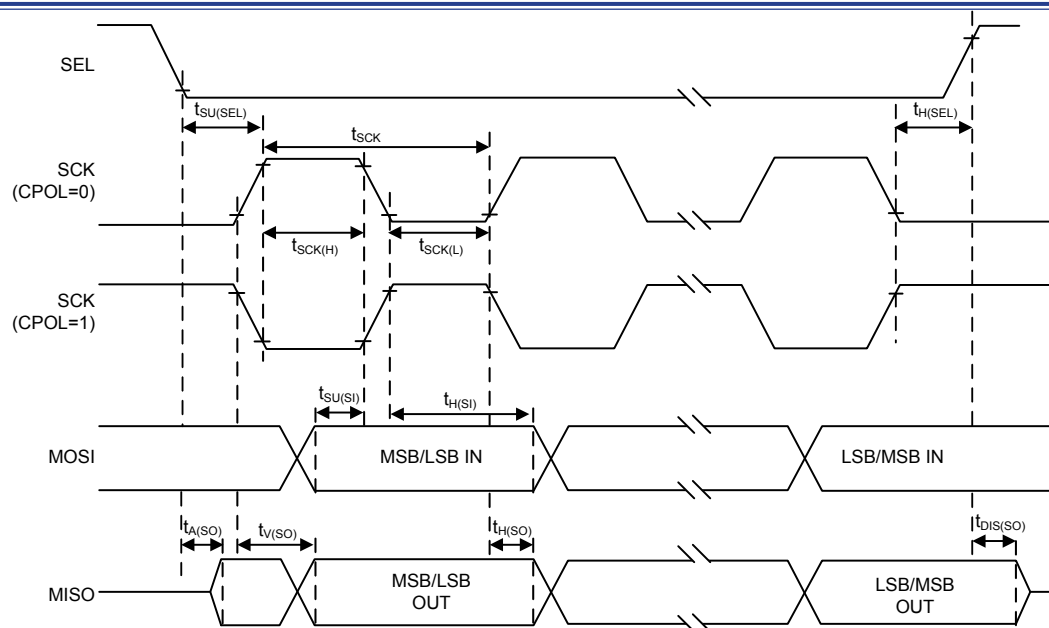 SEL
tSU(SEL)
tH(SEL)
tSCK
SCK
(CPOL=0)
tSCK(H)
tSCK(L)
SCK
(CPOL=1)
tSU(SI)
tH(SI)
MOSI
MSB/LSB IN
LSB/MSB IN
tA(SO)
tV(SO)
tH(SO)
tDIS(SO)
MISO
MSB/LSB
OUT
LSB/MSB
OUT